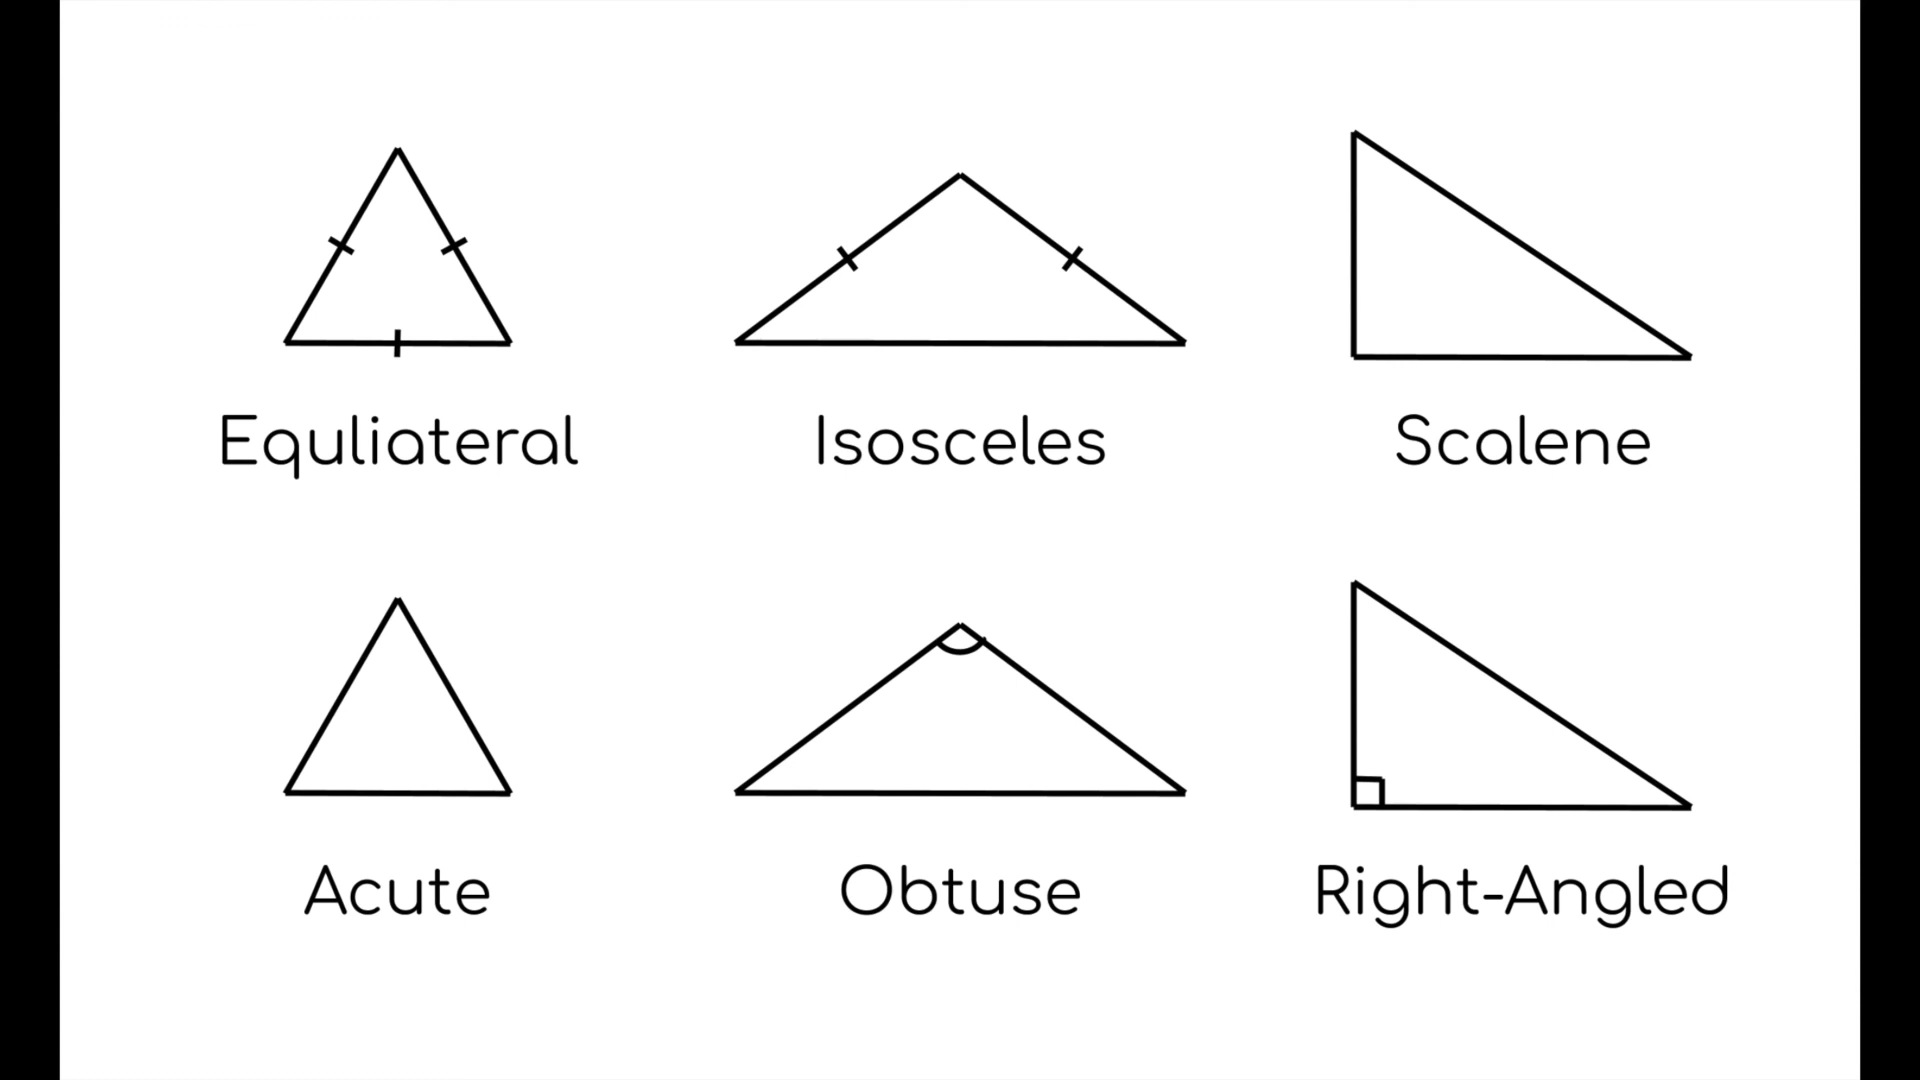 Equliateral
Isosceles
Scalene
Acute
Obtuse
Right-Angled